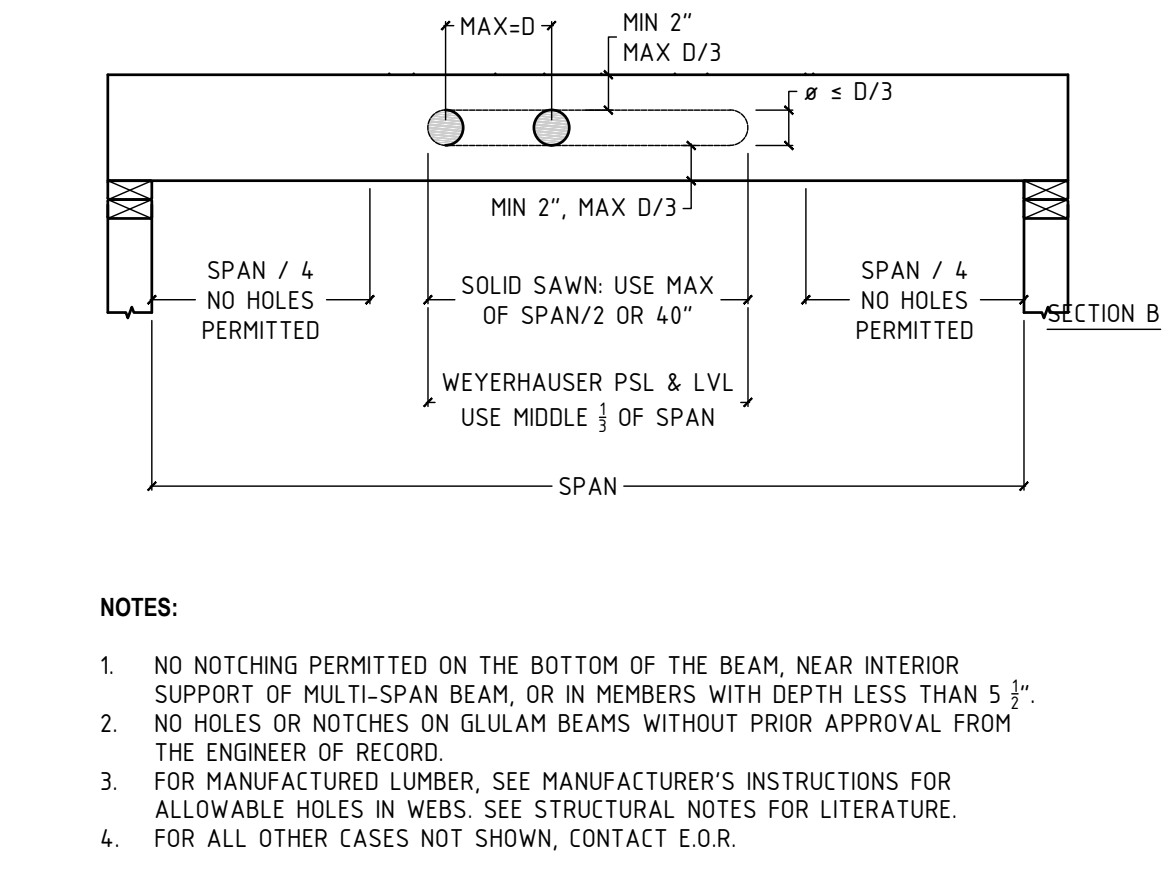 MAX=D
MIN 2"
MAX D/3
ø ≤ D/3
MIN 2", MAX D/3
SPAN / 4
NO HOLES
PERMITTED
SOLID SAWN: USE MAX
OF SPAN/2 OR 40"
SPAN / 4
NO HOLES
PERMITTED
SECTION B
WEYERHAUSER PSL & LVL
USE MIDDLE 1/3 OF SPAN
SPAN
NOTES:
1. NO NOTCHING PERMITTED ON THE BOTTOM OF THE BEAM, NEAR INTERIOR
SUPPORT OF MULTI-SPAN BEAM, OR IN MEMBERS WITH DEPTH LESS THAN 5 1/2".
2. NO HOLES OR NOTCHES ON GLULAM BEAMS WITHOUT PRIOR APPROVAL FROM
THE ENGINEER OF RECORD.
3. FOR MANUFACTURED LUMBER, SEE MANUFACTURER'S INSTRUCTIONS FOR
ALLOWABLE HOLES IN WEBS. SEE STRUCTURAL NOTES FOR LITERATURE.
4. FOR ALL OTHER CASES NOT SHOWN, CONTACT E.O.R.